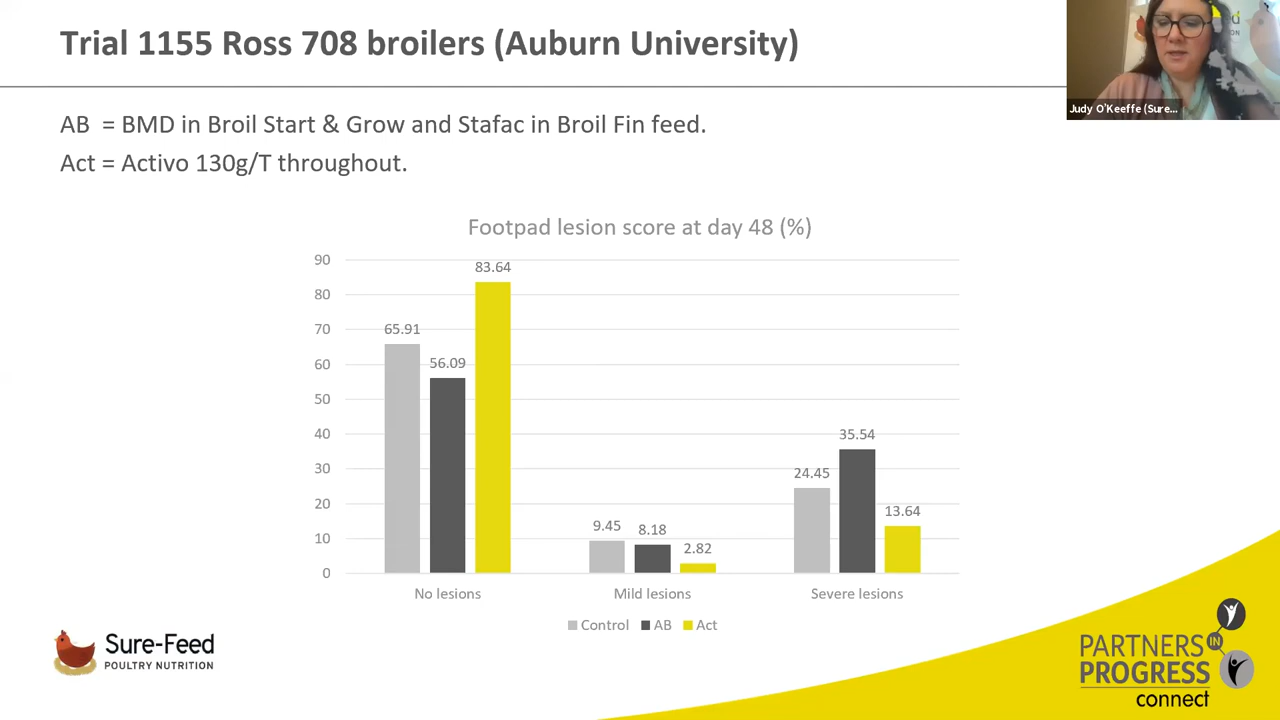 Trial 1155 Ross 708 broilers (Auburn University)
Judy O'Keeffe (Sure...
AB = BMD in Broil Start & Grow and Stafac in Broil Fin feed.
Act = Activo 130g/T throughout.
Footpad lesion score at day 48 (%)
90
80
70
60
50
40
30
20
10
0
65.91
56.09
83.64
9.45
8.18
2.82
24.45
35.54
13.64
No lesions
Mild lesions
Severe lesions
Control
AB
Act
Sure-Feed
POULTRY NUTRITION
PARTNERS IN
PROGRESS
connect